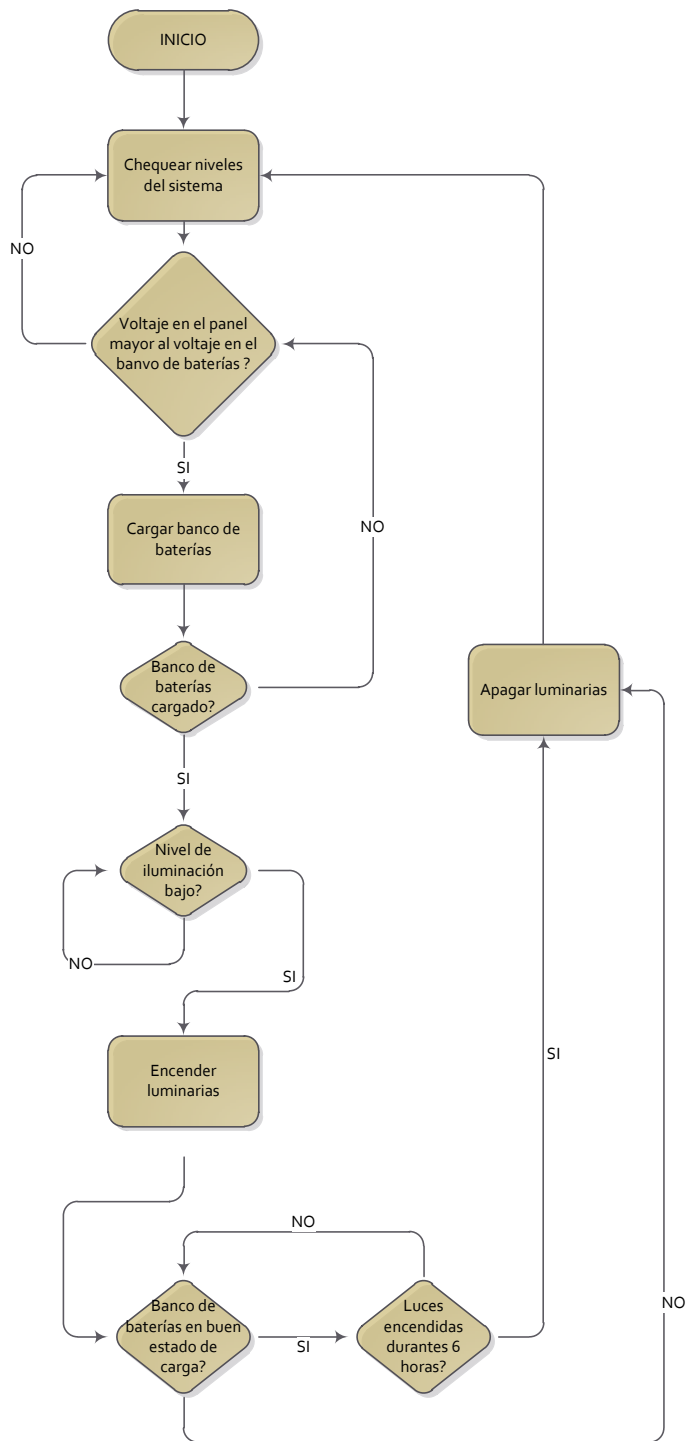 INICIO
Chequear niveles
del sistema
NO
Voltaje en el panel
mayor al voltaje en el
banvo de baterías ?
SI
Cargar banco de
baterías
NO
Banco de
baterías
cargado?
Apagar luminarias
SI
Nivel de
iluminación
bajo?
NO
SI
Encender
luminarias
SI
NO
Banco de
baterías en buen
estado de
carga?
SI
Luces
encendidas
durantes 6
horas?
NO